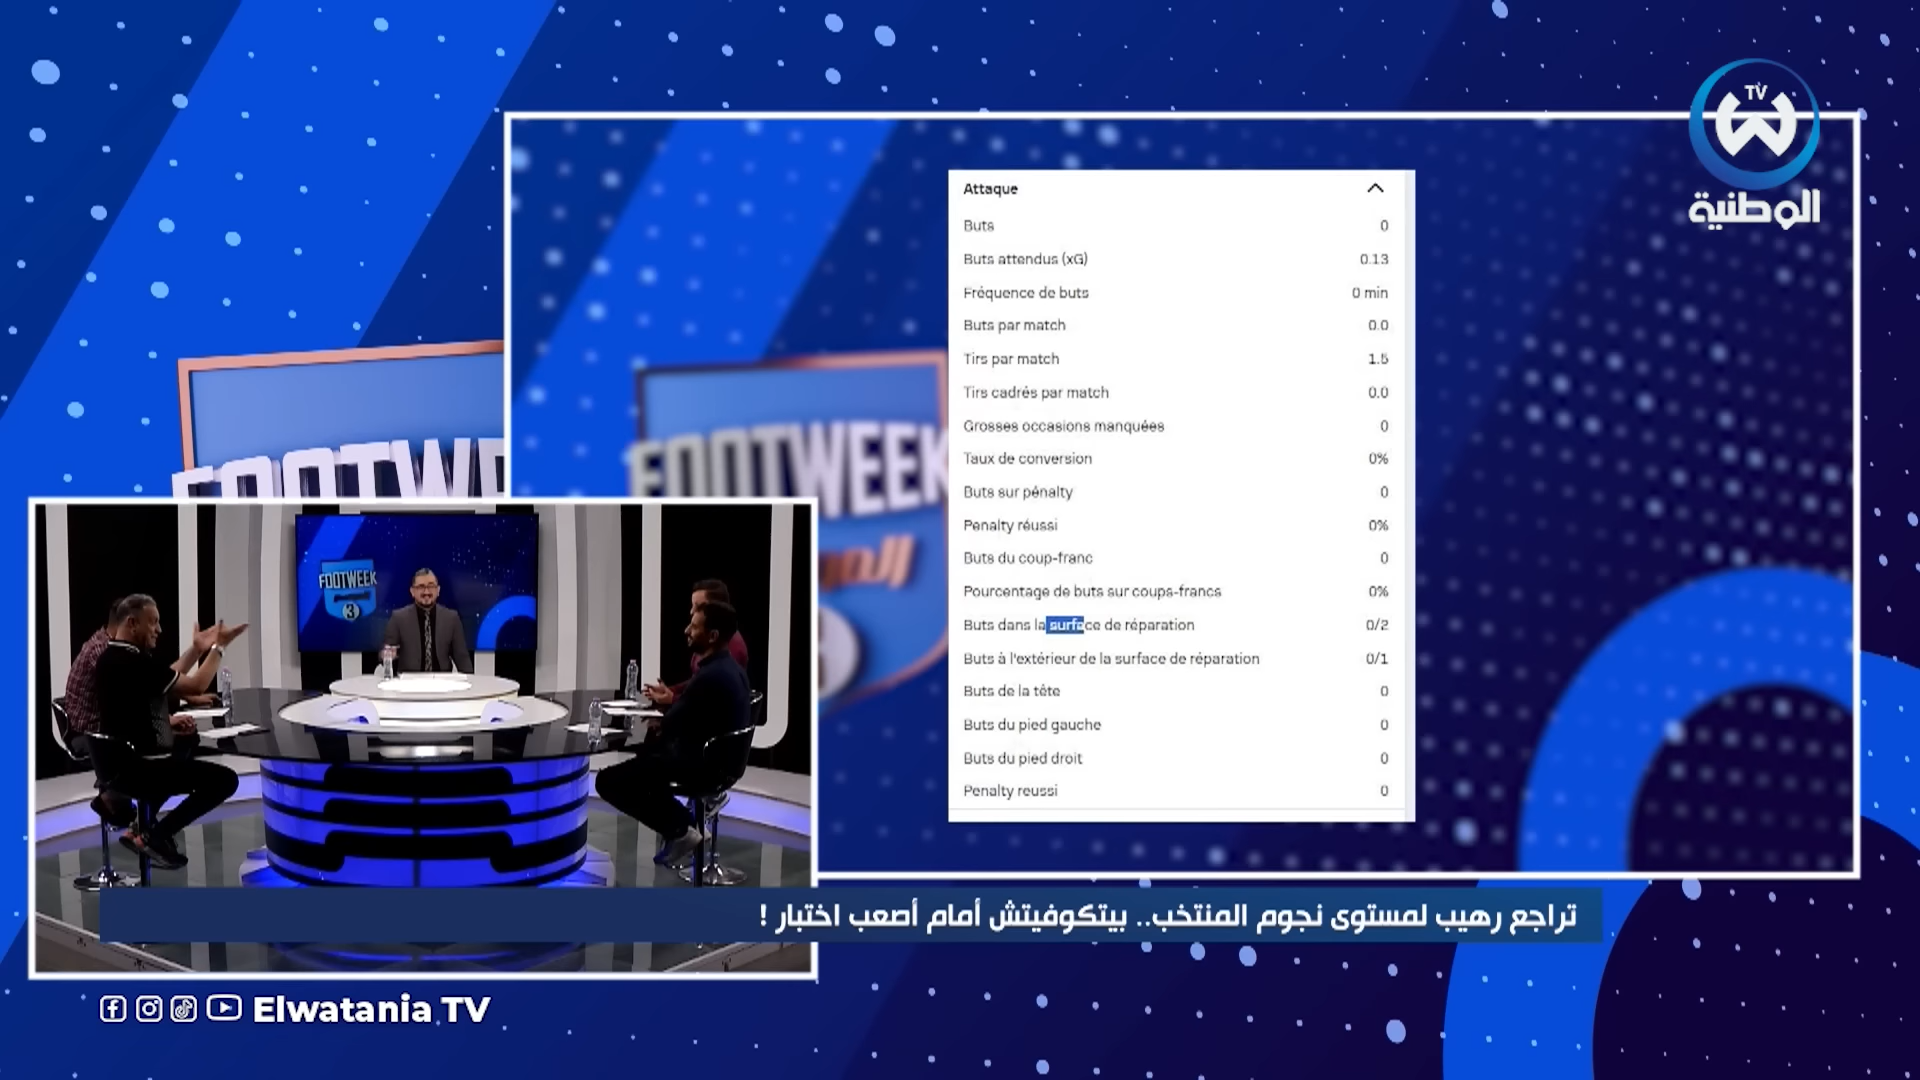 TV
الوطنية
Attaque
Buts 0
Buts attendus (xG) 0.13
Fréquence de buts 0 min
Buts par match 0.0
Tirs par match 1.5
Tirs cadrés par match 0.0
Grosses occasions manquées 0
Taux de conversion 0%
Buts sur pénalty 0
Penalty réussi 0%
Buts du coup-franc 0
Pourcentage de buts sur coups-francs 0%
Buts dans la surface de réparation 0/2
Buts à l'extérieur de la surface de réparation 0/1
Buts de la tête 0
Buts du pied gauche 0
Buts du pied droit 0
Penalty reussi 0
FOOTWEEK
FOOTWEEK
3
تراجع رهيب لمستوى نجوم المنتخب.. بيتكوفيتش أمام أصعب اختبار !
Elwatania TV